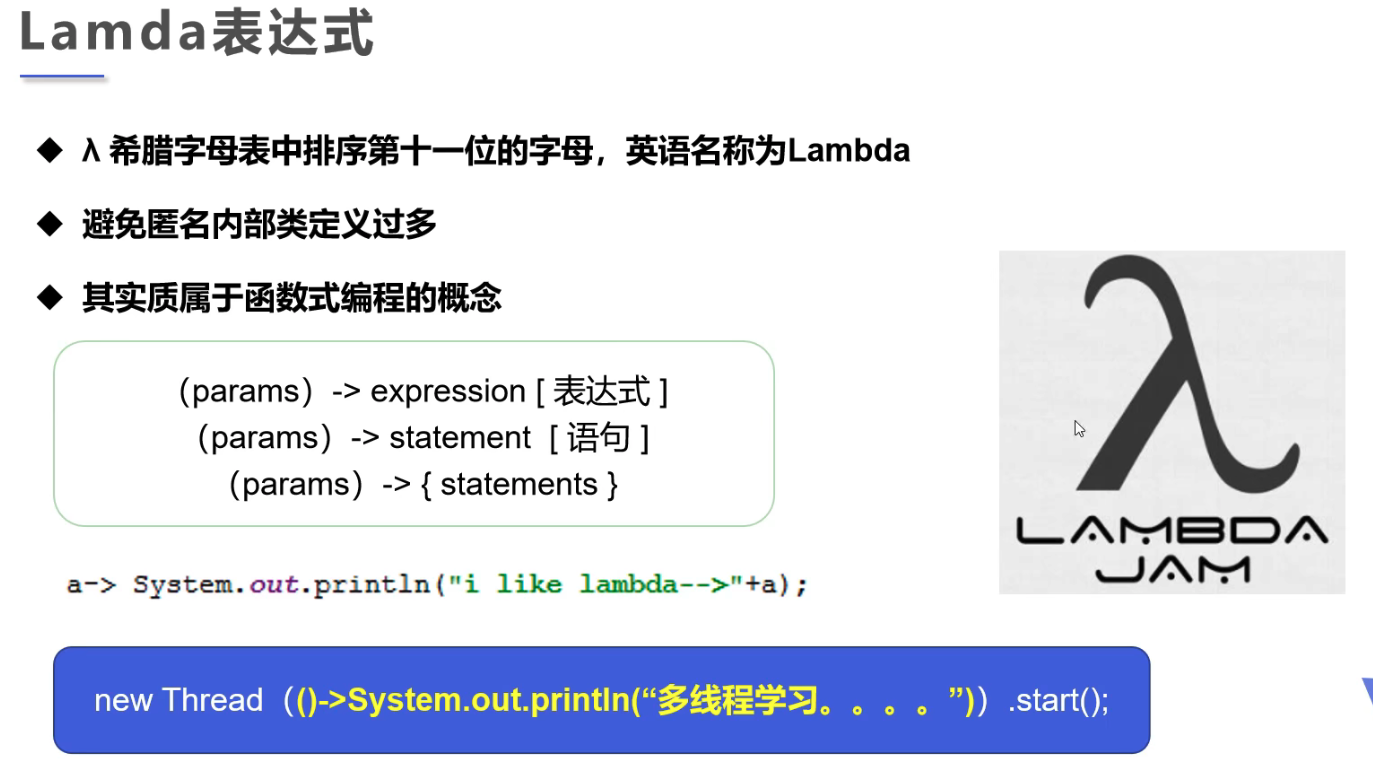 Lamda表达式
◆ λ 希腊字母表中排序第十一位的字母，英语名称为Lambda
◆ 避免匿名内部类定义过多
◆ 其实质属于函数式编程的概念
（params）-> expression [ 表达式 ]
（params）-> statement [ 语句 ]
（params）-> { statements }
λ
LAMBDA
JAM
a-> System.out.println("i like lambda-->"+a);
new Thread（()->System.out.println(“多线程学习。。。。”)）.start();